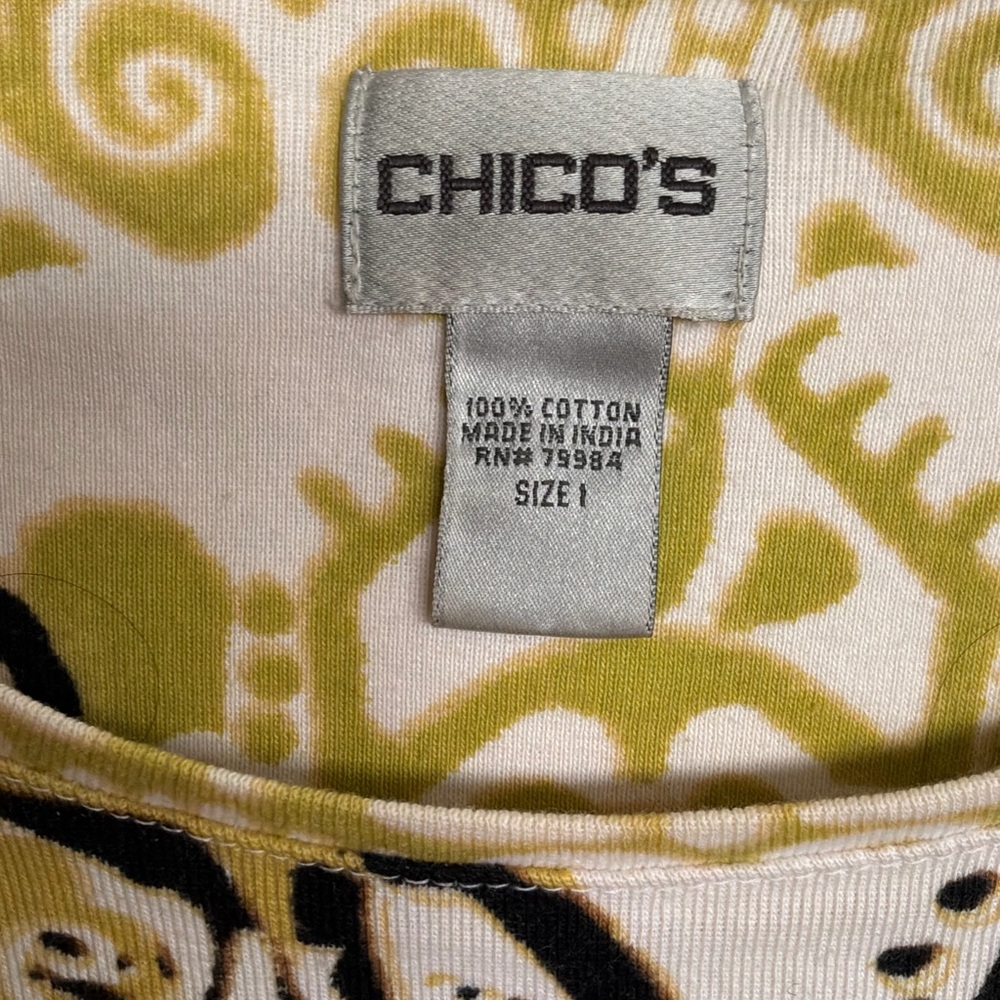 CHICO'S
100% COTTON
MADE IN INDIA
RN# 79984
SIZE 1